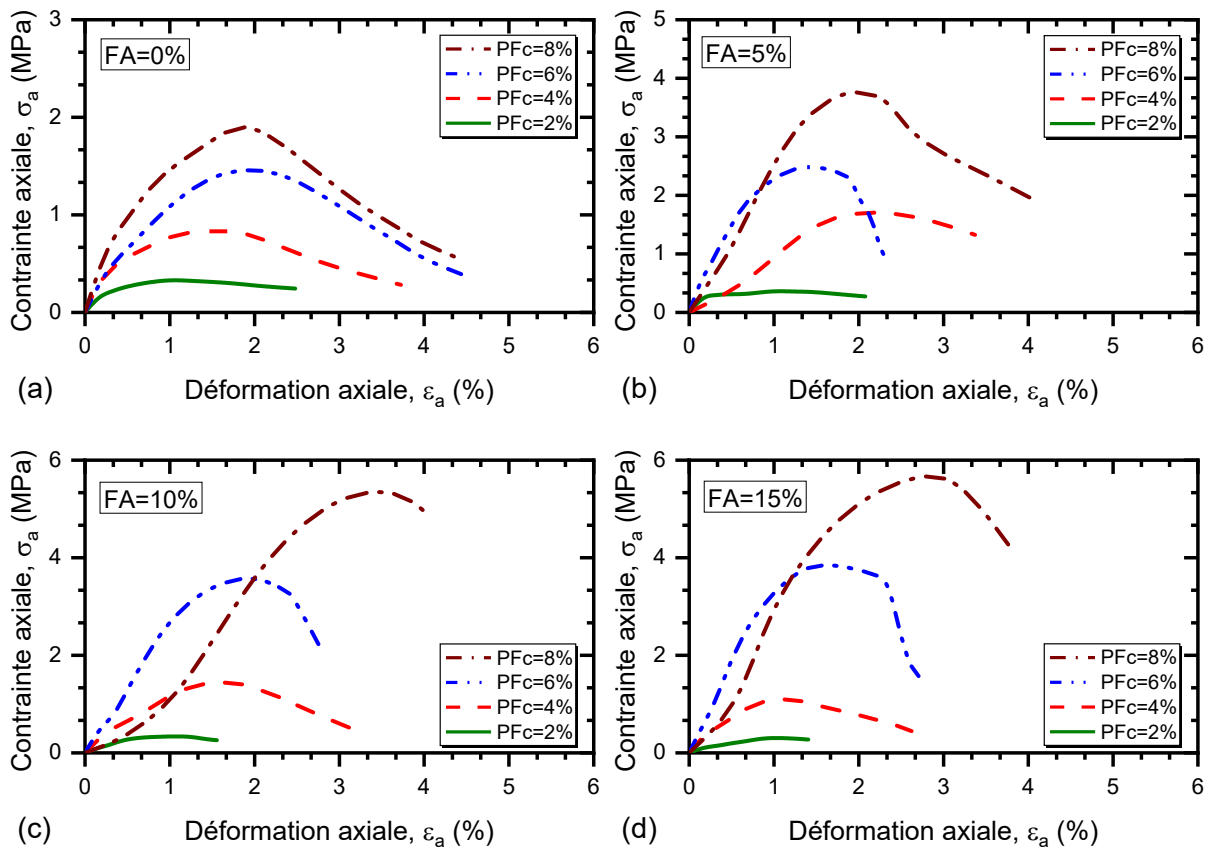 3
2
1
0
0 1 2 3 4 5 6
Contrainte axiale, σa (MPa)
FA=0%
PFc=8%
PFc=6%
PFc=4%
PFc=2%
(a) Déformation axiale, εa (%)
5
4
3
2
1
0
0 1 2 3 4 5 6
Contrainte axiale, σa (MPa)
FA=5%
PFc=8%
PFc=6%
PFc=4%
PFc=2%
(b) Déformation axiale, εa (%)
6
4
2
0
0 1 2 3 4 5 6
Contrainte axiale, σa (MPa)
FA=10%
PFc=8%
PFc=6%
PFc=4%
PFc=2%
(c) Déformation axiale, εa (%)
6
4
2
0
0 1 2 3 4 5 6
Contrainte axiale, σa (MPa)
FA=15%
PFc=8%
PFc=6%
PFc=4%
PFc=2%
(d) Déformation axiale, εa (%)